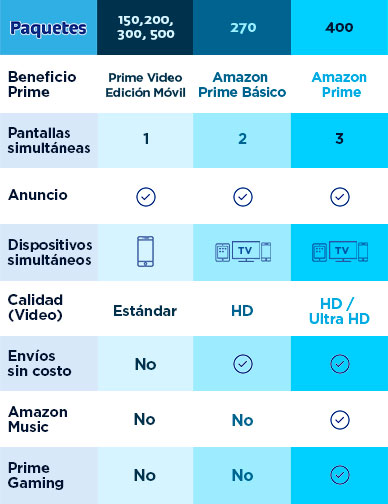 Paquetes
150,200,
300, 500
270
400
Beneficio
Prime
Prime Video
Edición Móvil
Amazon
Prime Básico
Amazon
Prime
Pantallas
simultáneas
1
2
3
Anuncio
Dispositivos
simultáneos
TV
TV
Calidad
(Video)
Estándar
HD
HD /
Ultra HD
Envíos
sin costo
No
Amazon
Music
No
No
Prime
Gaming
No
No